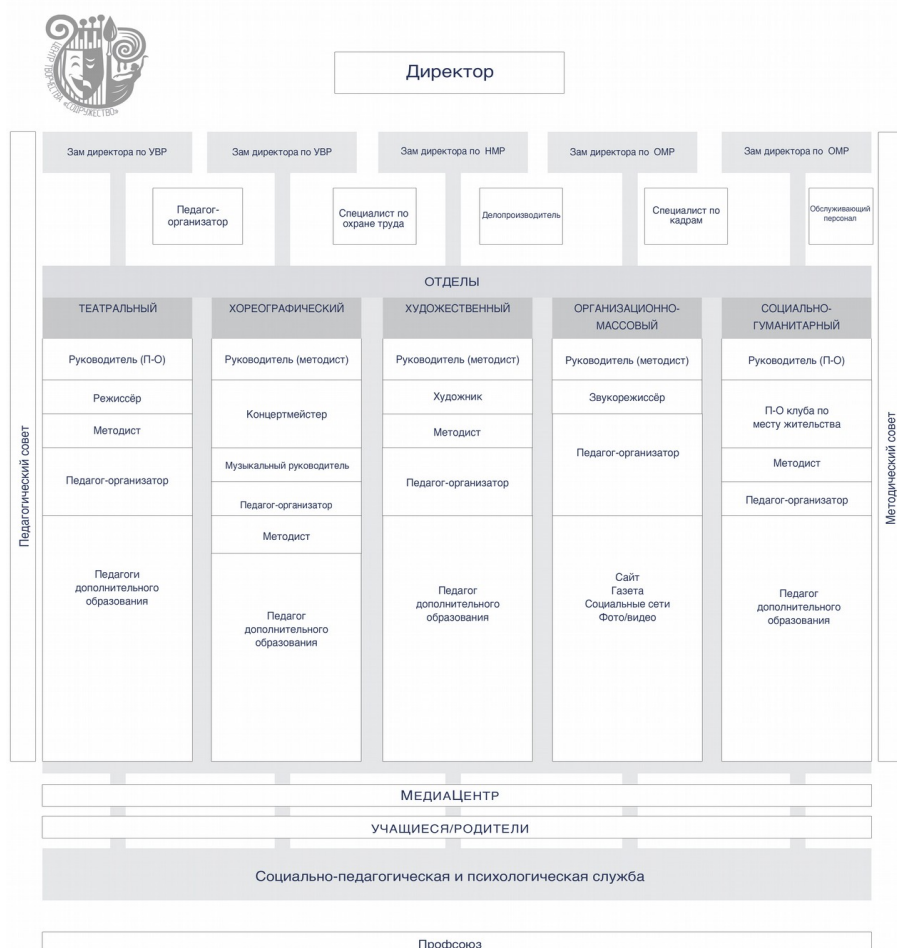 ЦЕНТР ТВОРЧЕСТВА «СОДРУЖЕСТВО»
Директор
Зам директора по УВР
Зам директора по УВР
Зам директора по НМР
Зам директора по ОМР
Зам директора по ОМР
Педагог-
организатор
Специалист по
охране труда
Делопроизводитель
Специалист по
кадрам
Обслуживающий
персонал
Педагогический совет
ОТДЕЛЫ
ТЕАТРАЛЬНЫЙ
Руководитель (П-О)
Режиссёр
Методист
Педагог-организатор
Педагоги
дополнительного
образования
ХОРЕОГРАФИЧЕСКИЙ
Руководитель (методист)
Концертмейстер
Музыкальный руководитель
Педагог-организатор
Методист
Педагог
дополнительного
образования
ХУДОЖЕСТВЕННЫЙ
Руководитель (методист)
Художник
Методист
Педагог-организатор
Педагог
дополнительного
образования
ОРГАНИЗАЦИОННО-
МАССОВЫЙ
Руководитель (методист)
Звукорежиссёр
Педагог-организатор
Сайт
Газета
Социальные сети
Фото/видео
СОЦИАЛЬНО-
ГУМАНИТАРНЫЙ
Руководитель (П-О)
П-О клуба по
месту жительства
Методист
Педагог-организатор
Педагог
дополнительного
образования
Методический совет
МЕДИАЦЕНТР
УЧАЩИЕСЯ/РОДИТЕЛИ
Социально-педагогическая и психологическая служба
Профсоюз